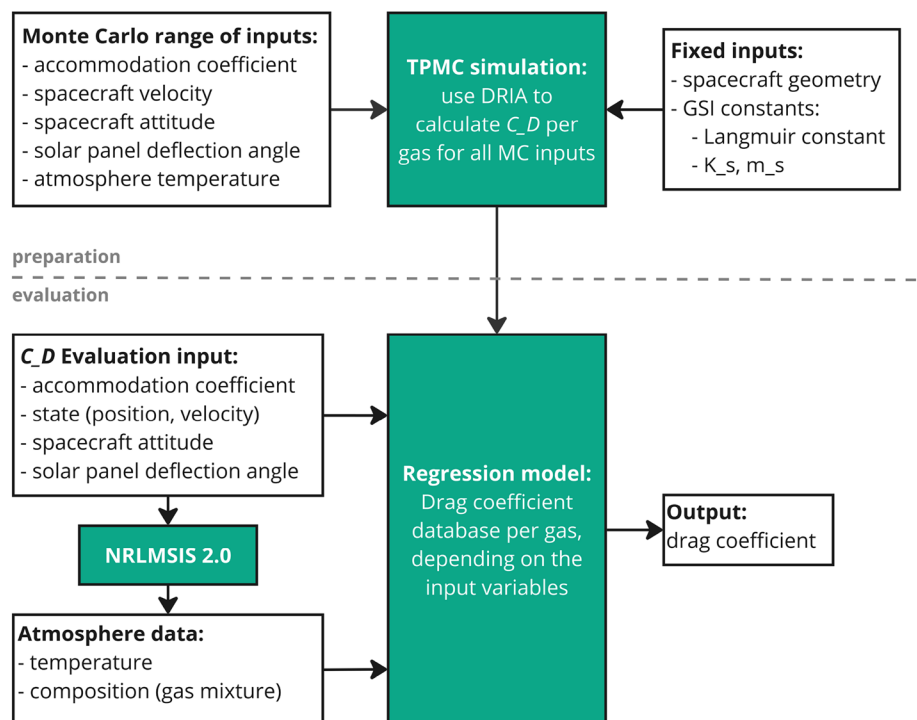 Monte Carlo range of inputs:
- accommodation coefficient
- spacecraft velocity
- spacecraft attitude
- solar panel deflection angle
- atmosphere temperature
TPMC simulation:
use DRIA to
calculate C_D per
gas for all MC inputs
Fixed inputs:
- spacecraft geometry
- GSI constants:
- Langmuir constant
- K_s, m_s
preparation
evaluation
C_D Evaluation input:
- accommodation coefficient
- state (position, velocity)
- spacecraft attitude
- solar panel deflection angle
NRLMSIS 2.0
Atmosphere data:
- temperature
- composition (gas mixture)
Regression model:
Drag coefficient
database per gas,
depending on the
input variables
Output:
drag coefficient